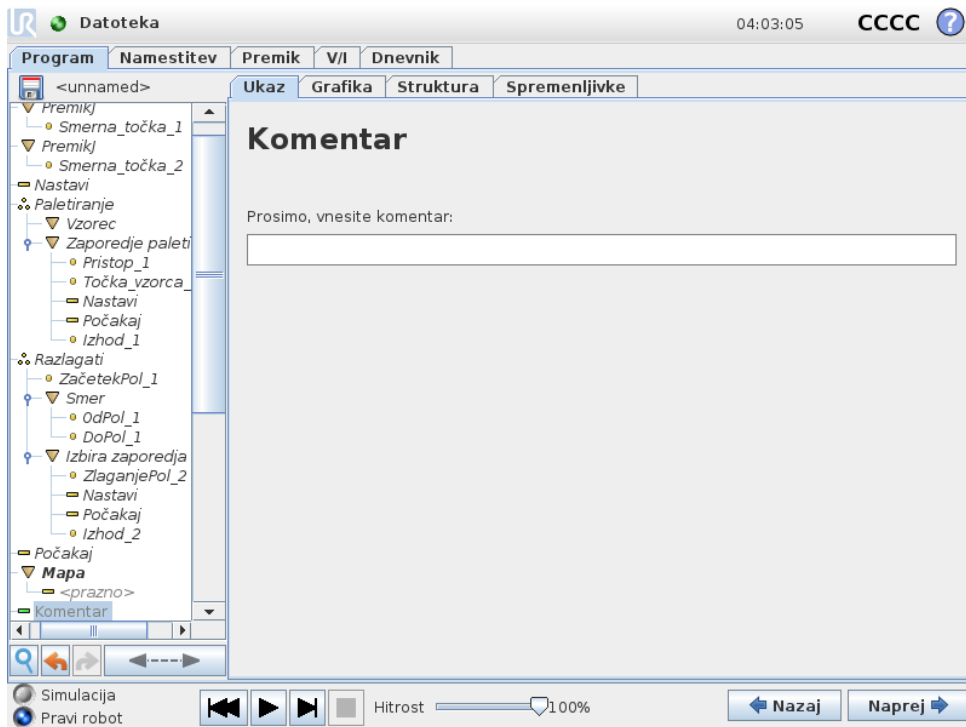 UR Datoteka 04:03:05 CCCC ?
Program Namestitev Premik V/I Dnevnik
<unnamed> Ukaz Grafika Struktura Spremenljivke
PremikJ
Smerna_točka_1
PremikJ
Smerna_točka_2
Nastavi
Paletiranje
Vzorec
Zaporedje paleti
Pristop_1
Točka_vzorca_
Nastavi
Počakaj
Izhod_1
Razlagati
ZačetekPol_1
Smer
OdPol_1
DoPol_1
Izbira zaporedja
ZlaganjePol_2
Nastavi
Počakaj
Izhod_2
Počakaj
Mapa
<prazno>
Komentar
Komentar
Prosimo, vnesite komentar:
Simulacija
Pravi robot
Hitrost 100%
Nazaj Naprej